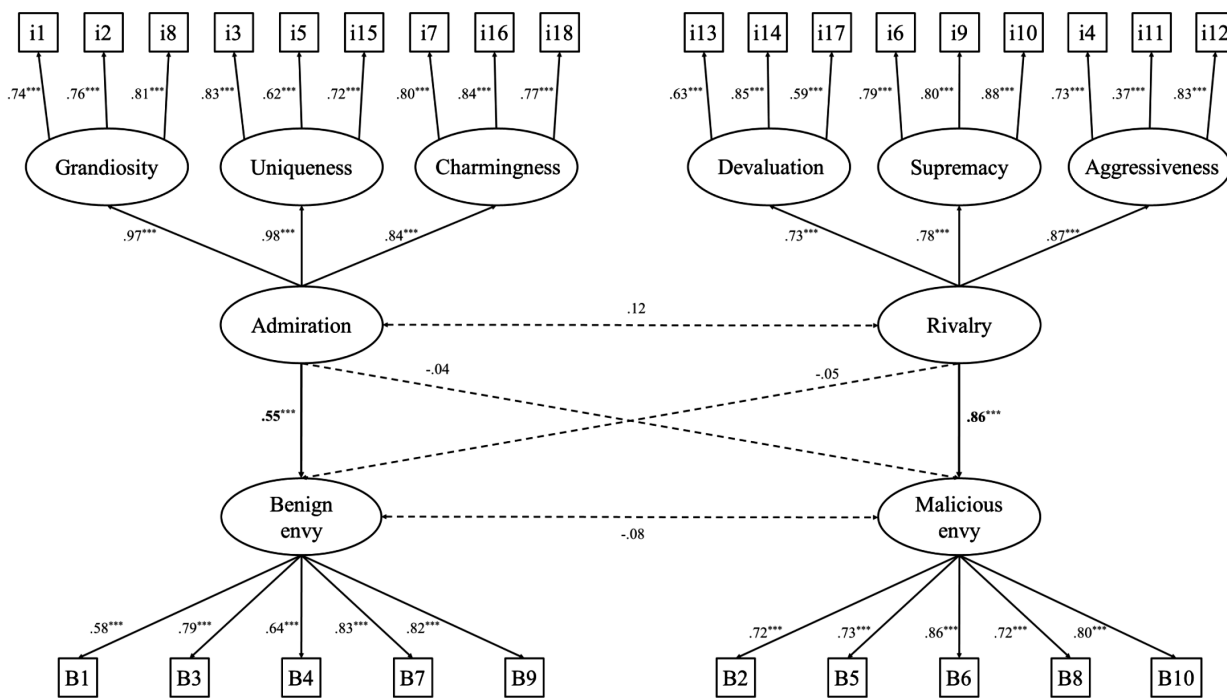 i1 i2 i8 i3 i5 i15 i7 i16 i18 i13 i14 i17 i6 i9 i10 i4 i11 i12
.74*** .76*** .81*** .83*** .62*** .72*** .80*** .84*** .77*** .63*** .85*** .59*** .79*** .80*** .88*** .73*** .37*** .83***
Grandiosity Uniqueness Charmingness Devaluation Supremacy Aggressiveness
.97*** .98*** .84*** .73*** .78*** .87***
Admiration .12 Rivalry
-.04 -.05
.55*** .86***
Benign
envy
Malicious
envy
-.08
.58*** .79*** .64*** .83*** .82*** .72*** .73*** .86*** .72*** .80***
B1 B3 B4 B7 B9 B2 B5 B6 B8 B10